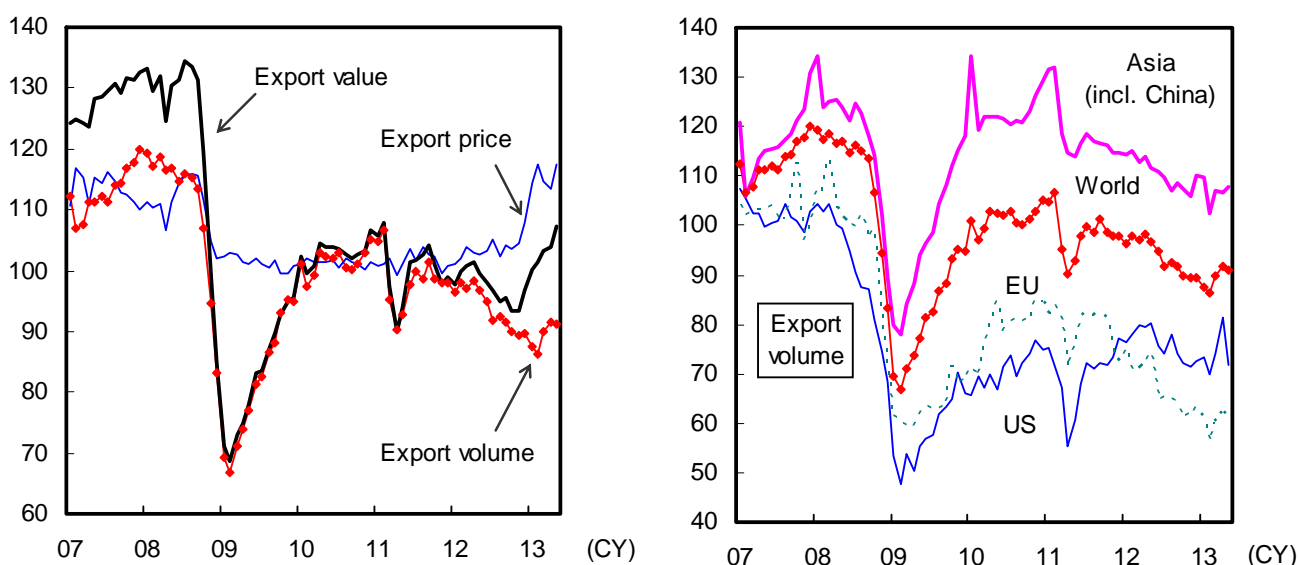 140
130
120
110
100
90
80
70
60
07 08 09 10 11 12 13 (CY)
Export value
Export price
Export volume
140
130
120
110
100
90
80
70
60
50
40
07 08 09 10 11 12 13 (CY)
Asia
(incl. China)
World
EU
Export
volume
US